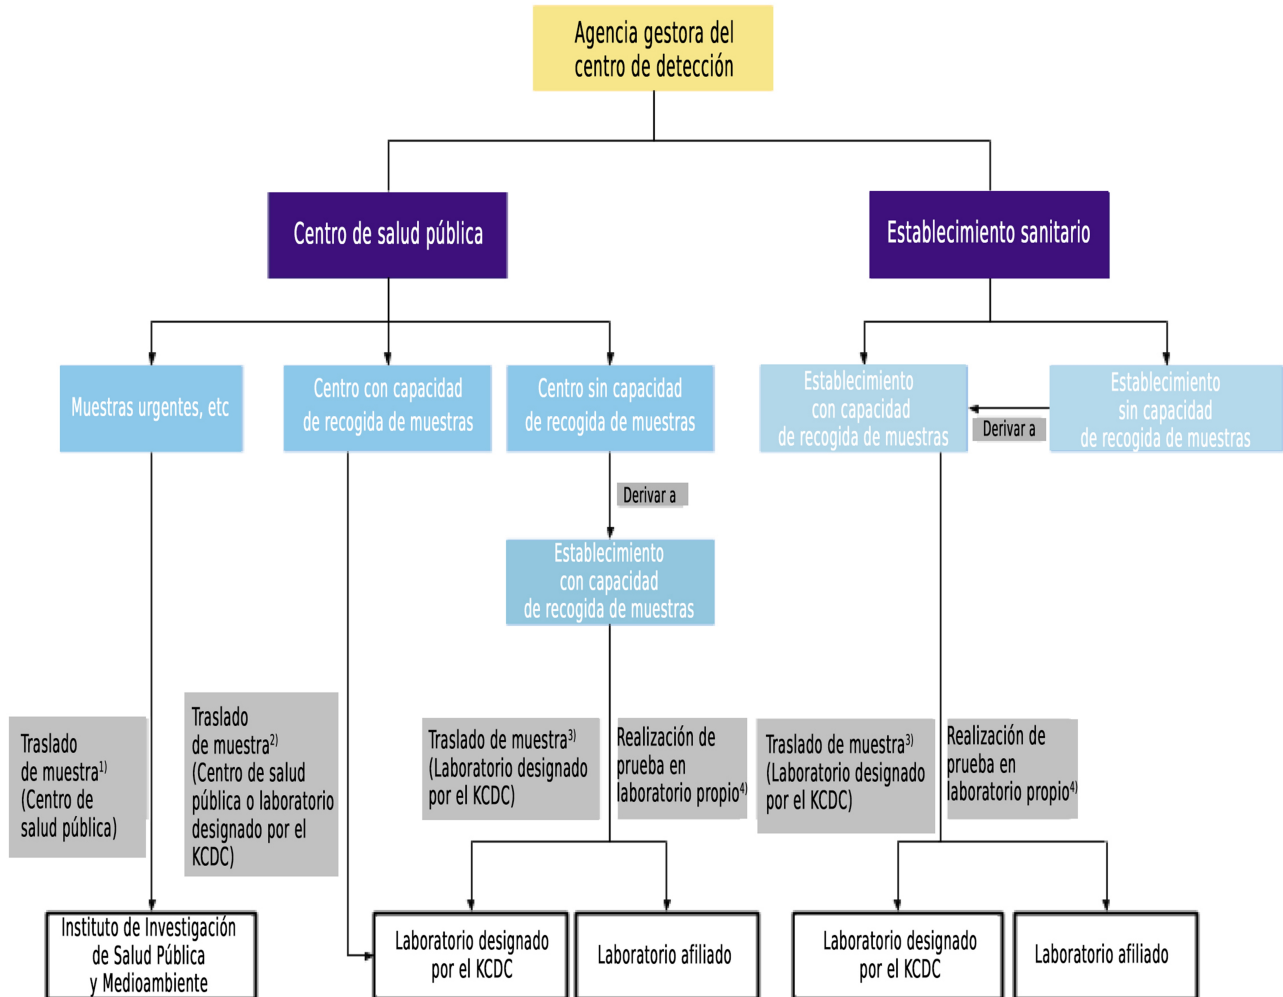 Agencia gestora del
centro de detección
Centro de salud pública
Establecimiento sanitario
Muestras urgentes, etc
Centro con capacidad
de recogida de muestras
Centro sin capacidad
de recogida de muestras
Establecimiento
con capacidad
de recogida de muestras
Derivar a
Establecimiento
sin capacidad
de recogida de muestras
Derivar a
Establecimiento
con capacidad
de recogida de muestras
Traslado
de muestra1)
(Centro de
salud pública)
Traslado
de muestra2)
(Centro de salud
pública o laboratorio
designado por el
KCDC)
Traslado de muestra3)
(Laboratorio designado
por el KCDC)
Realización de
prueba en
laboratorio propio4)
Traslado de muestra3)
(Laboratorio designado
por el KCDC)
Realización de
prueba en
laboratorio propio4)
Instituto de Investigación
de Salud Pública
y Medioambiente
Laboratorio designado
por el KCDC
Laboratorio afiliado
Laboratorio designado
por el KCDC
Laboratorio afiliado